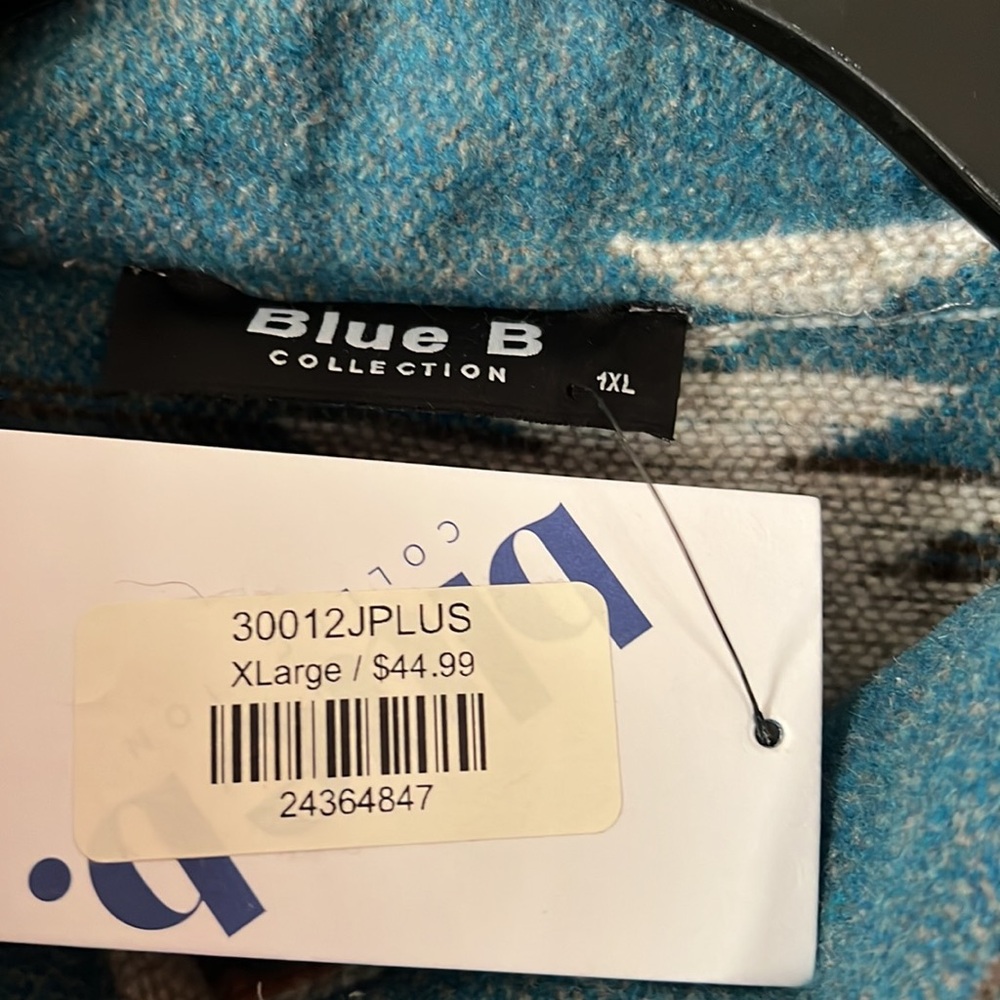 Blue B
COLLECTION
1XL
30012JPLUS
XLarge / $44.99
24364847